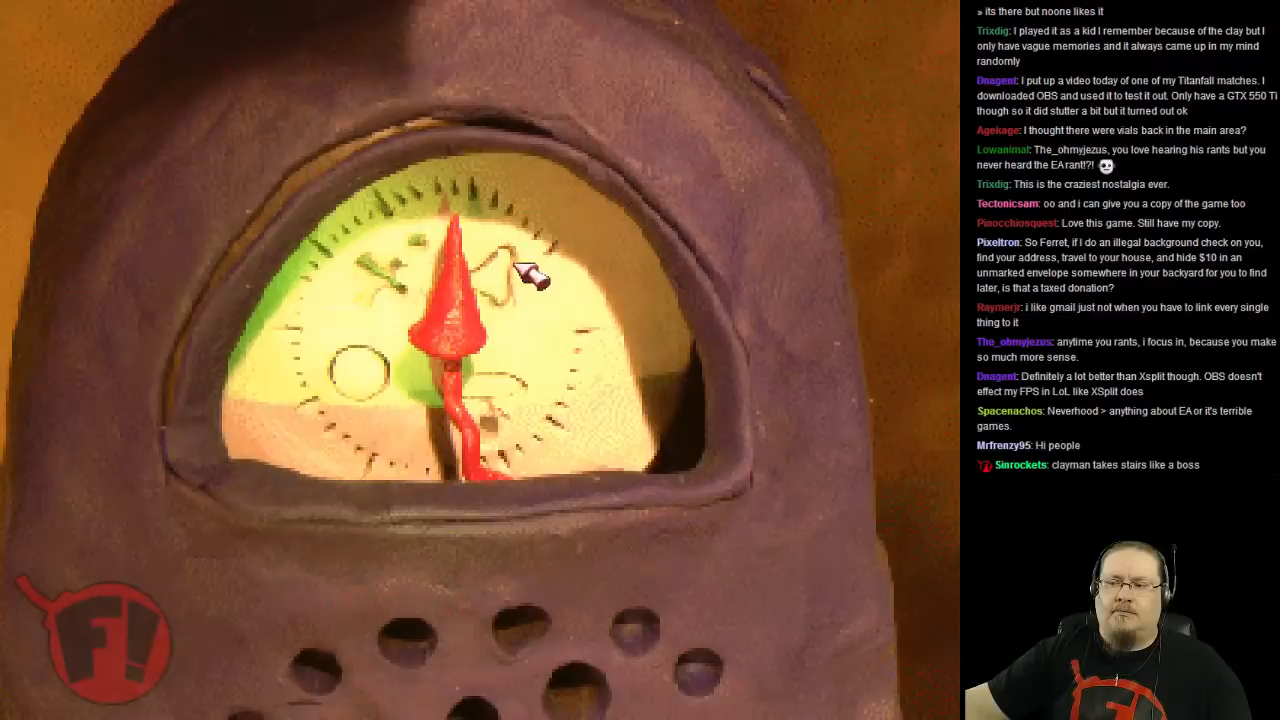 » its there but noone likes it
Trixdig: I played it as a kid I remember because of the clay but I
only have vague memories and it always came up in my mind
randomly
Dnagent: I put up a video today of one of my Titanfall matches. I
downloaded OBS and used it to test it out. Only have a GTX 550 Ti
though so it did stutter a bit but it turned out ok
Agekage: I thought there were vials back in the main area?
Lowanimal: The_ohmyjezus, you love hearing his rants but you
never heard the EA rant!?!
Trixdig: This is the craziest nostalgia ever.
Tectonicsam: oo and i can give you a copy of the game too
Pinocchiosquest: Love this game. Still have my copy.
Pixeltron: So Ferret, if I do an illegal background check on you,
find your address, travel to your house, and hide $10 in an
unmarked envelope somewhere in your backyard for you to find
later, is that a taxed donation?
Raymerjr: i like gmail just not when you have to link every single
thing to it
The_ohmyjezus: anytime you rants, i focus in, because you make
so much more sense.
Dnagent: Definitely a lot better than Xsplit though. OBS doesn't
effect my FPS in LoL like XSplit does
Spacenachos: Neverhood > anything about EA or it's terrible
games.
Mrfrenzy95: Hi people
Sinrockets: clayman takes stairs like a boss
F!
F!